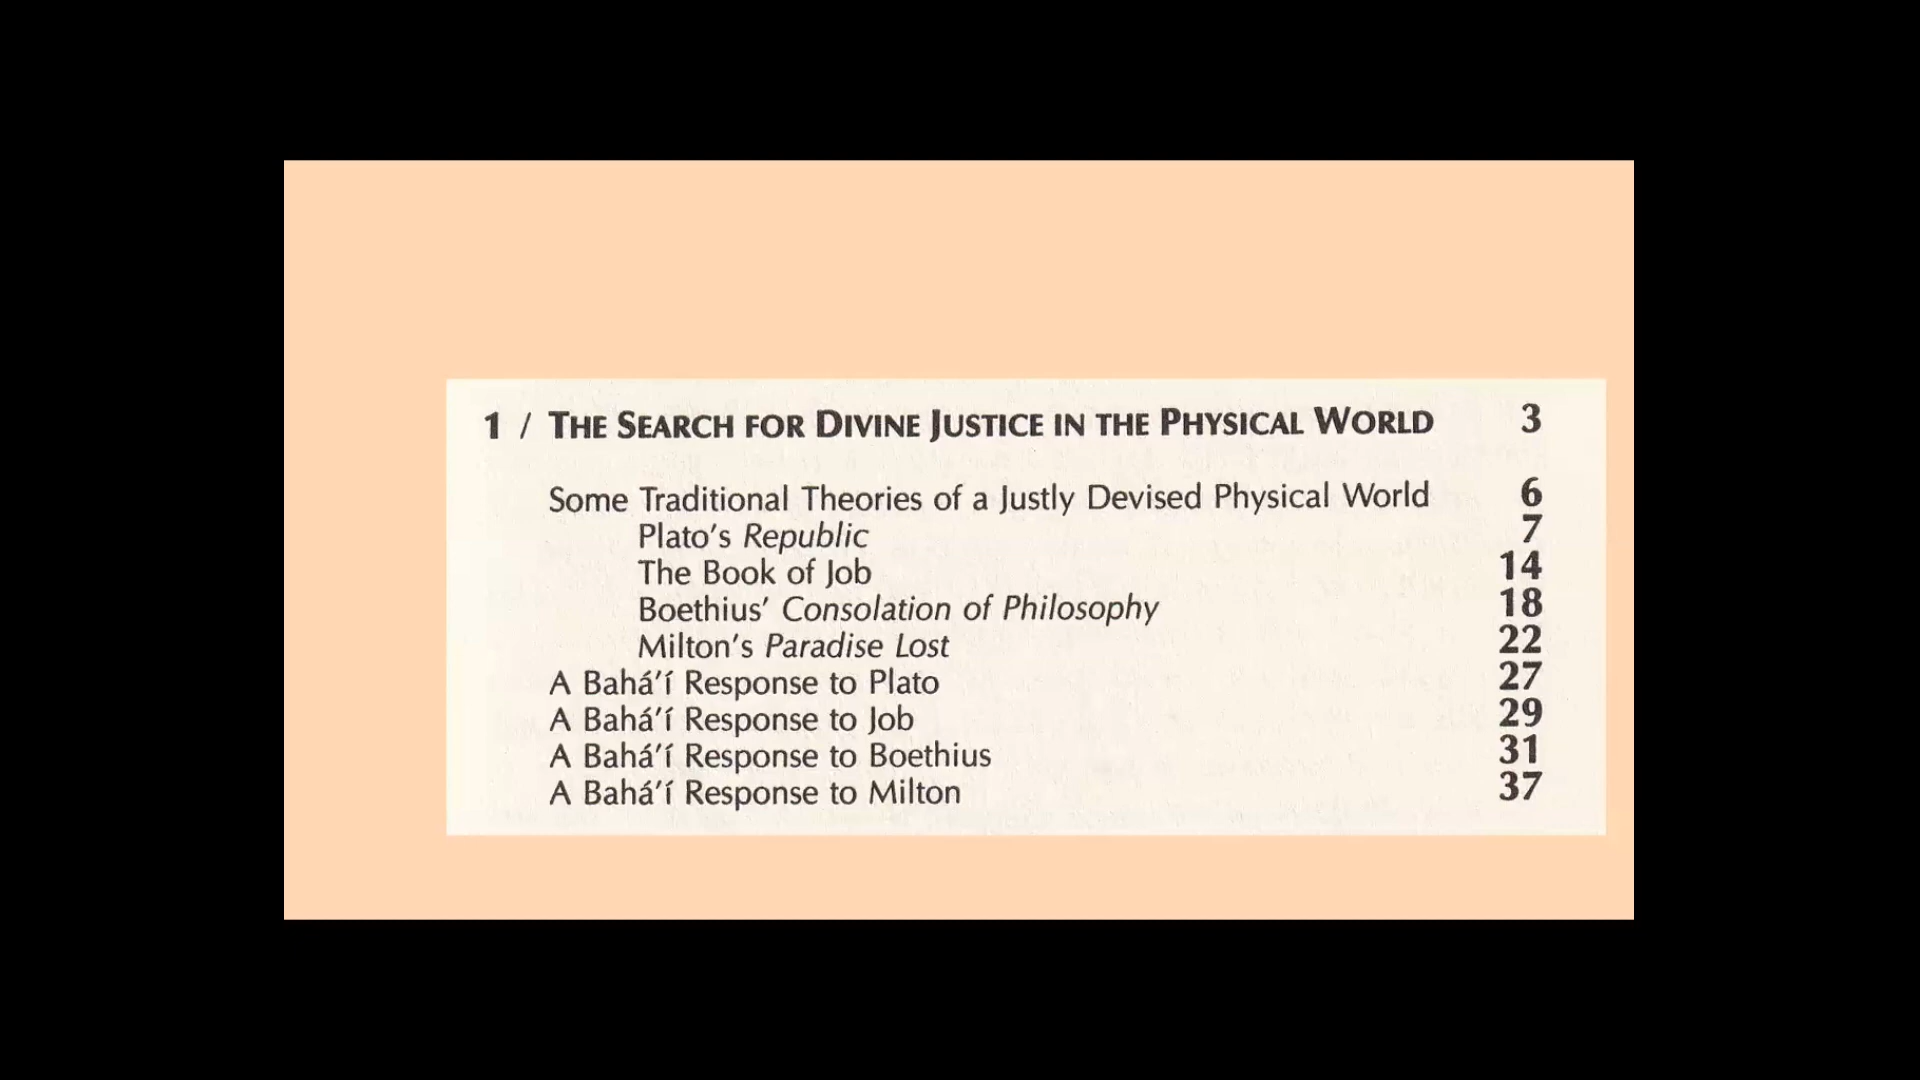 1 / THE SEARCH FOR DIVINE JUSTICE IN THE PHYSICAL WORLD 3
Some Traditional Theories of a Justly Devised Physical World 6
Plato's Republic 7
The Book of Job 14
Boethius' Consolation of Philosophy 18
Milton's Paradise Lost 22
A Bahá'í Response to Plato 27
A Bahá'í Response to Job 29
A Bahá'í Response to Boethius 31
A Bahá'í Response to Milton 37